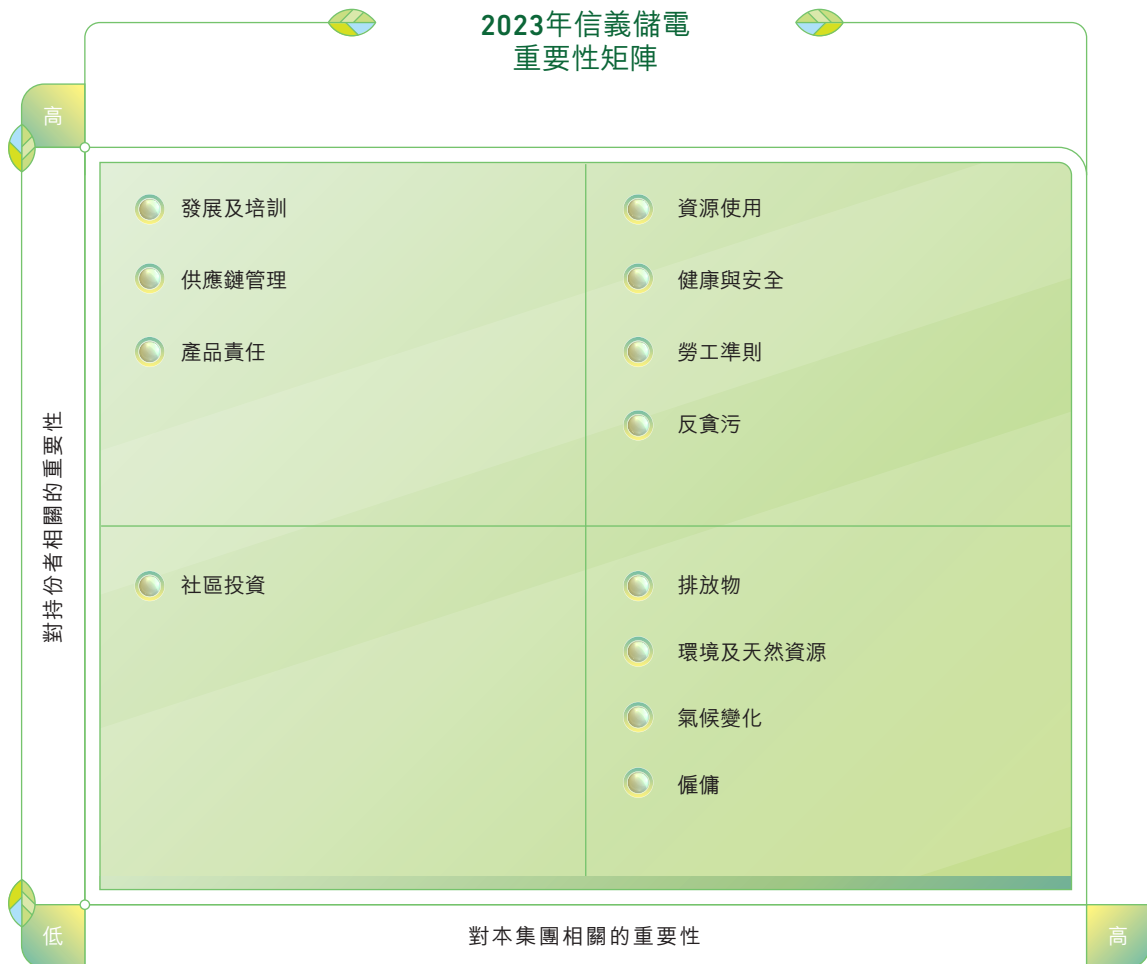 2023年信義儲電
重要性矩陣
高
發展及培訓
供應鏈管理
產品責任
資源使用
健康與安全
勞工準則
反貪污
對持份者相關的重要性
社區投資
排放物
環境及天然資源
氣候變化
僱傭
低
對本集團相關的重要性
高